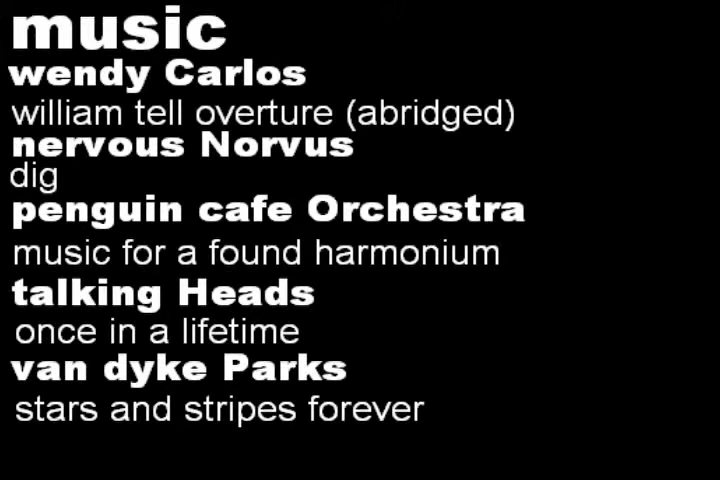 music
wendy Carlos
william tell overture (abridged)
nervous Norvus
dig
penguin cafe Orchestra
music for a found harmonium
talking Heads
once in a lifetime
van dyke Parks
stars and stripes forever